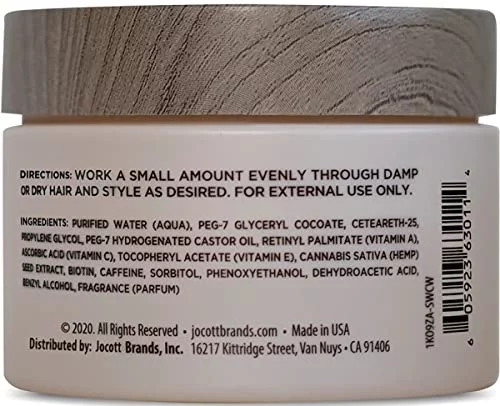 DIRECTIONS: WORK A SMALL AMOUNT EVENLY THROUGH DAMP
OR DRY HAIR AND STYLE AS DESIRED. FOR EXTERNAL USE ONLY.
INGREDIENTS: PURIFIED WATER (AQUA), PEG-7 GLYCERYL COCOATE, CETEARETH-25,
PROPYLENE GLYCOL, PEG-7 HYDROGENATED CASTOR OIL, RETINYL PALMITATE (VITAMIN A),
ASCORBIC ACID (VITAMIN C), TOCOPHERYL ACETATE (VITAMIN E), CANNABIS SATIVA (HEMP)
SEED EXTRACT, BIOTIN, CAFFEINE, SORBITOL, PHENOXYETHANOL, DEHYDROACETIC ACID,
BENZYL ALCOHOL, FRAGRANCE (PARFUM)
© 2020. All Rights Reserved • jocottbrands.com • Made in USA
Distributed by: Jocott Brands, Inc. 16217 Kittridge Street, Van Nuys • CA 91406
1K09ZA-SWCW
6 05923 63011 4